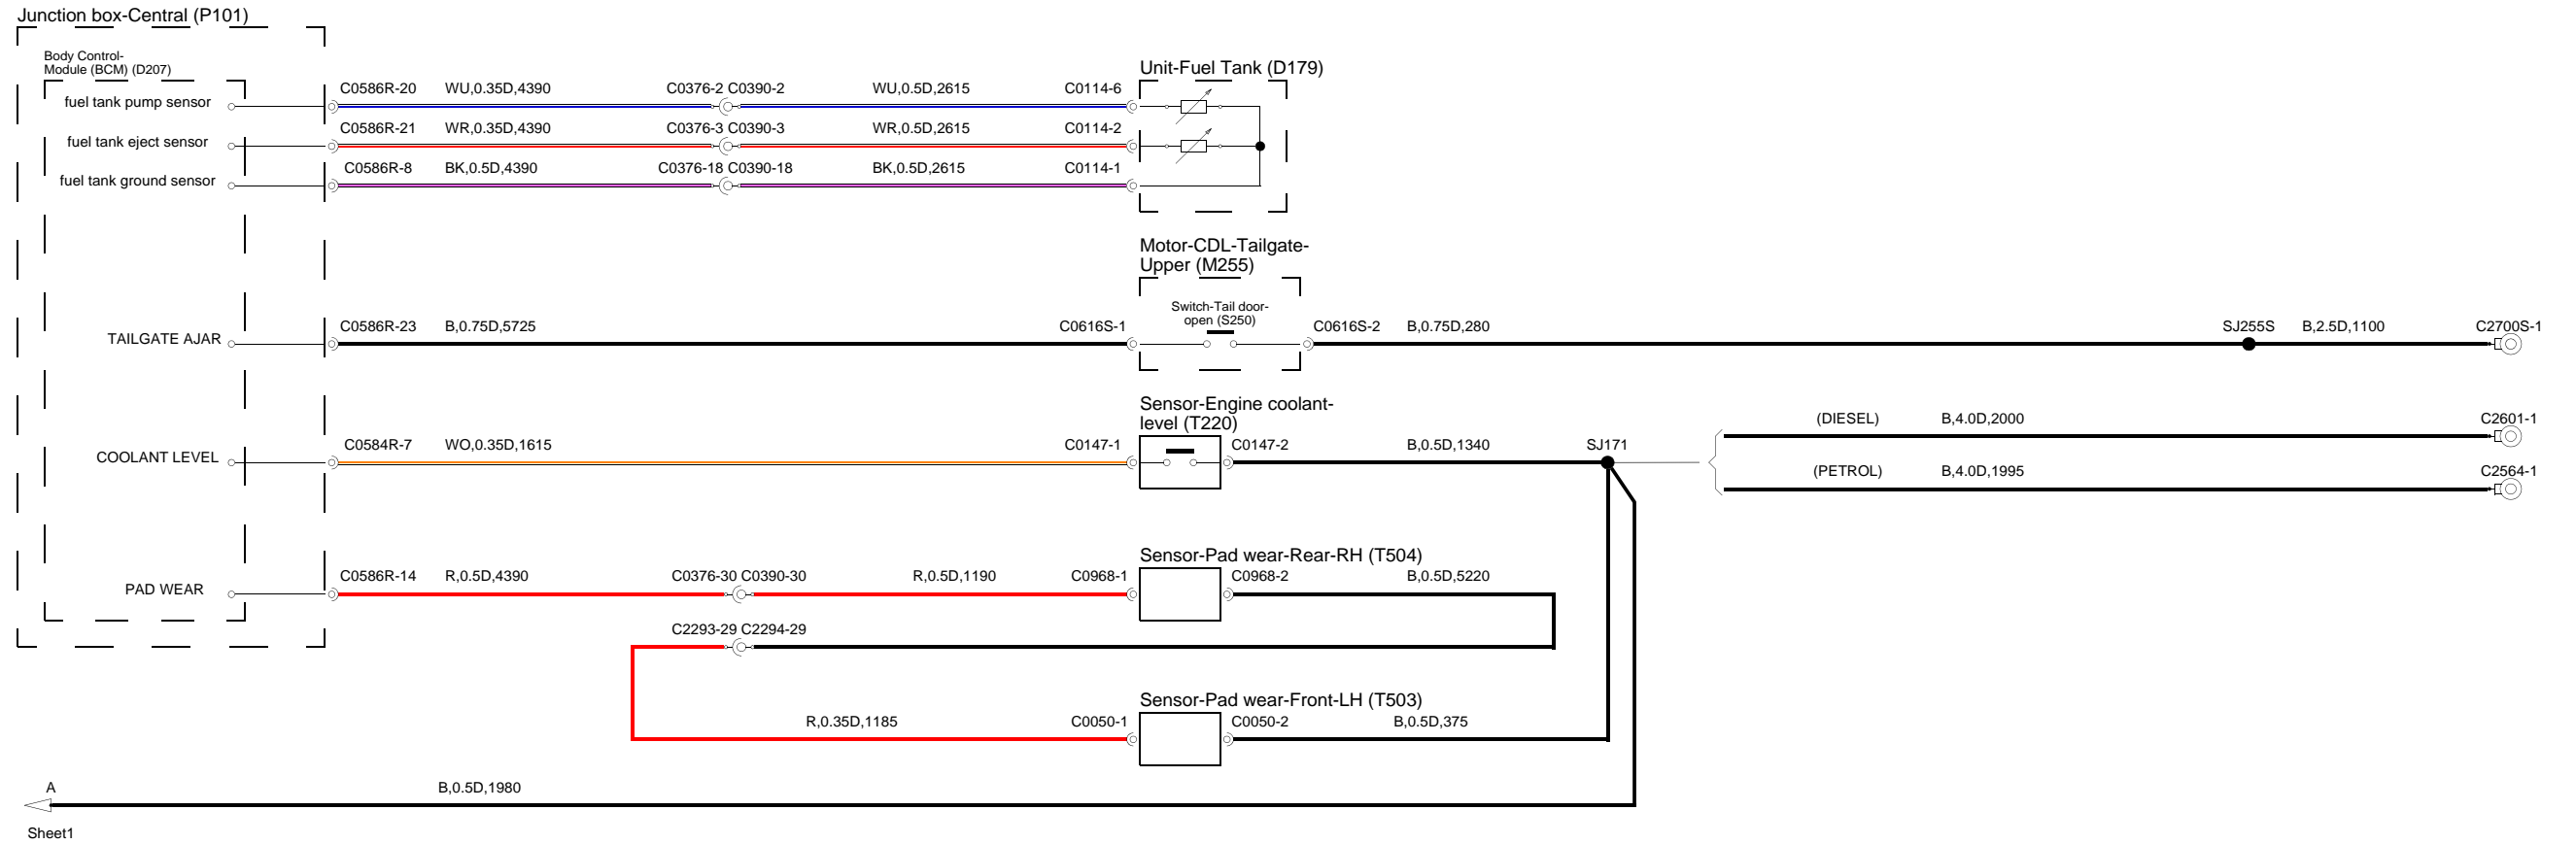 Junction box-Central (P101)
Body Control-
Module (BCM) (D207)
Unit-Fuel Tank (D179)
fuel tank pump sensor
C0586R-20 WU,0.35D,4390 C0376-2 C0390-2 WU,0.5D,2615 C0114-6
fuel tank eject sensor
C0586R-21 WR,0.35D,4390 C0376-3 C0390-3 WR,0.5D,2615 C0114-2
fuel tank ground sensor
C0586R-8 BK,0.5D,4390 C0376-18 C0390-18 BK,0.5D,2615 C0114-1
Motor-CDL-Tailgate-
Upper (M255)
Switch-Tail door-
open (S250)
TAILGATE AJAR
C0586R-23 B,0.75D,5725 C0616S-1 C0616S-2 B,0.75D,280 SJ255S B,2.5D,1100 C2700S-1
Sensor-Engine coolant-
level (T220)
COOLANT LEVEL
C0584R-7 WO,0.35D,1615 C0147-1 C0147-2 B,0.5D,1340 SJ171
(DIESEL) B,4.0D,2000 C2601-1
(PETROL) B,4.0D,1995 C2564-1
Sensor-Pad wear-Rear-RH (T504)
PAD WEAR
C0586R-14 R,0.5D,4390 C0376-30 C0390-30 R,0.5D,1190 C0968-1 C0968-2 B,0.5D,5220
C2293-29 C2294-29
Sensor-Pad wear-Front-LH (T503)
R,0.35D,1185 C0050-1 C0050-2 B,0.5D,375
A B,0.5D,1980
Sheet1